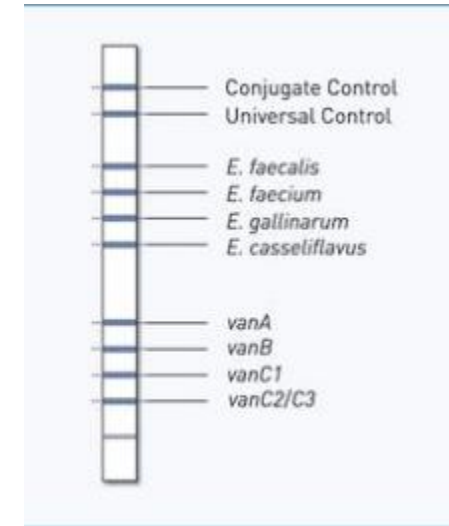 Conjugate Control
Universal Control
E. faecalis
E. faecium
E. gallinarum
E. casseliflavus
vanA
vanB
vanC1
vanC2/C3